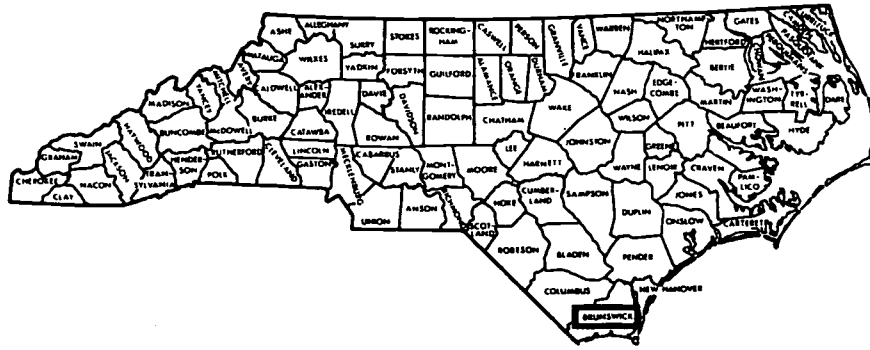 ASHE
ALLEGHANY
SURRY
STOKES
ROCKING-
HAM
CASWELL
PERSON
GRANVILLE
VANCE
WARREN
NORTHAMP
TON
GATES
HERTFORD
HALIFAX
BERTIE
CHOWAN
WATAUGA
WILKES
YADKIN
FORSYTH
GUILFORD
ALAMANCE
ORANGE
DURHAM
FRANKLIN
NASH
EDGE-
COMBE
MARTIN
WASH-
INGTON
TYR-
RELL
DARE
MADISON
YANCEY
MITCHELL
AVERY
CALDWELL
ALEX-
ANDER
IREDELL
DAVIE
DAVIDSON
RANDOLPH
CHATHAM
WAKE
WILSON
PITT
BEAUFORT
HYDE
BUNCOMBE
McDOWELL
BURKE
CATAWBA
ROWAN
LEE
JOHNSTON
GREENE
SWAIN
HAYWOOD
GRAHAM
JACKSON
HENDER-
SON
RUTHERFORD
CLEVELAND
LINCOLN
GASTON
MECKLENBURG
CABARRUS
STANLY
MONT-
GOMERY
MOORE
HARNETT
WAYNE
LENOIR
CRAVEN
PAM-
LICO
CHEROKEE
CLAY
MACON
TRAN-
SYLVANIA
POLK
UNION
ANSON
RICHMOND
SCOT-
LAND
HOKE
CUMBER-
LAND
SAMPSON
DUPLIN
JONES
ONSLOW
CARTERET
ROBESON
BLADEN
PENDER
COLUMBUS
NEW HANOVER
BRUNSWICK